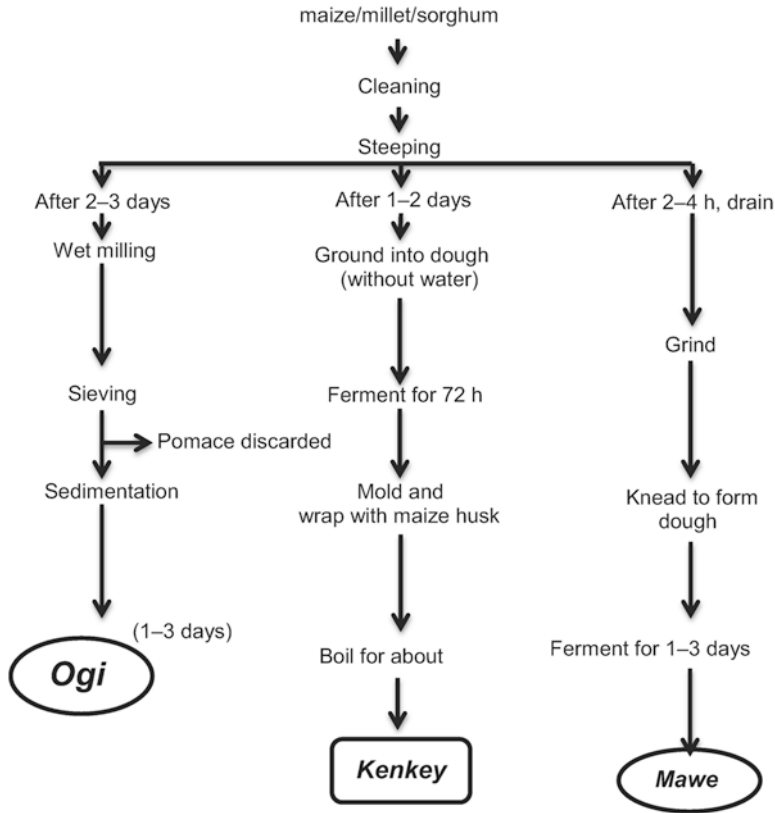 maize/millet/sorghum
Cleaning
Steeping
After 2–3 days
Wet milling
Sieving
Pomace discarded
Sedimentation
(1–3 days)
Ogi
After 1–2 days
Ground into dough
(without water)
Ferment for 72 h
Mold and
wrap with maize husk
Boil for about
Kenkey
After 2–4 h, drain
Grind
Knead to form
dough
Ferment for 1–3 days
Mawe